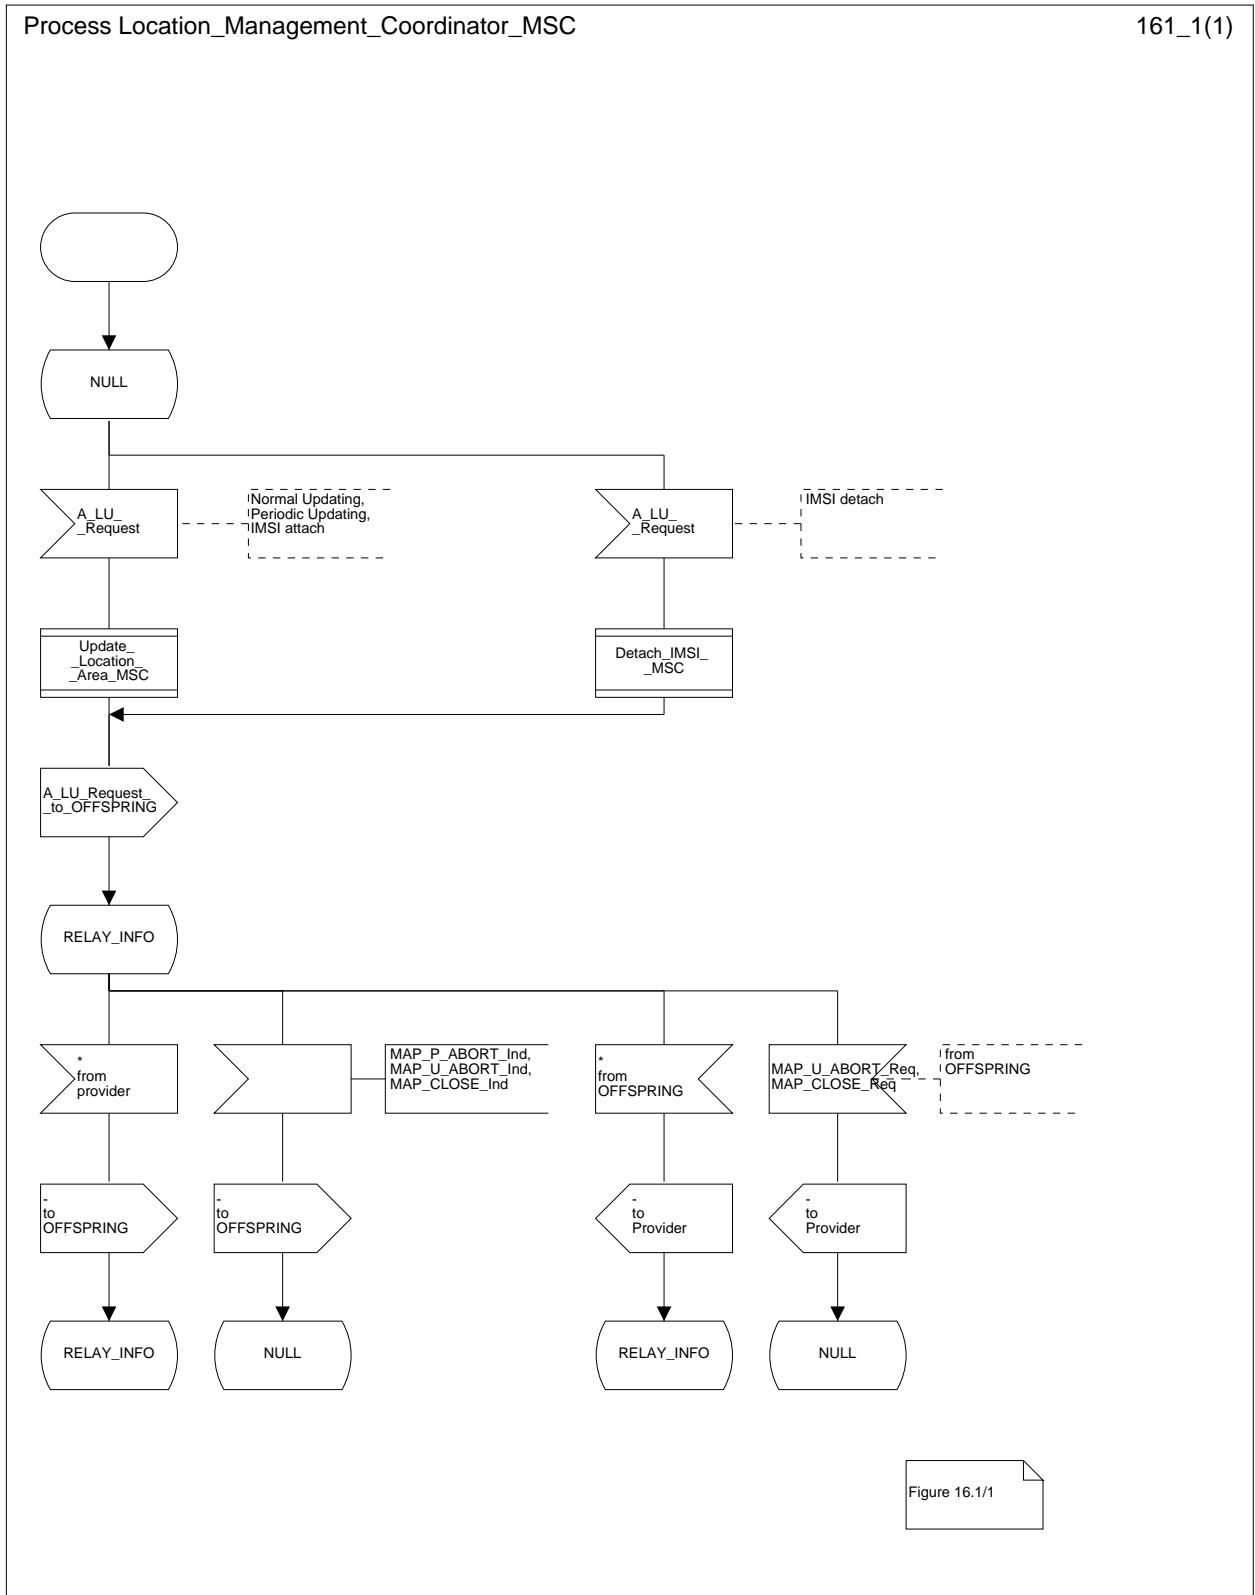 Process Location_Management_Coordinator_MSC
161_1(1)
NULL
A_LU_
_Request
Normal Updating,
Periodic Updating,
IMSI attach
A_LU_
_Request
IMSI detach
Update_
_Location_
_Area_MSC
Detach_IMSI_
_MSC
A_LU_Request_
_to_OFFSPRING
RELAY_INFO
*
from
provider
MAP_P_ABORT_Ind,
MAP_U_ABORT_Ind,
MAP_CLOSE_Ind
*
from
OFFSPRING
MAP_U_ABORT_Req,
MAP_CLOSE_Req
from
OFFSPRING
-
to
OFFSPRING
-
to
OFFSPRING
-
to
Provider
-
to
Provider
RELAY_INFO
NULL
RELAY_INFO
NULL
Figure 16.1/1